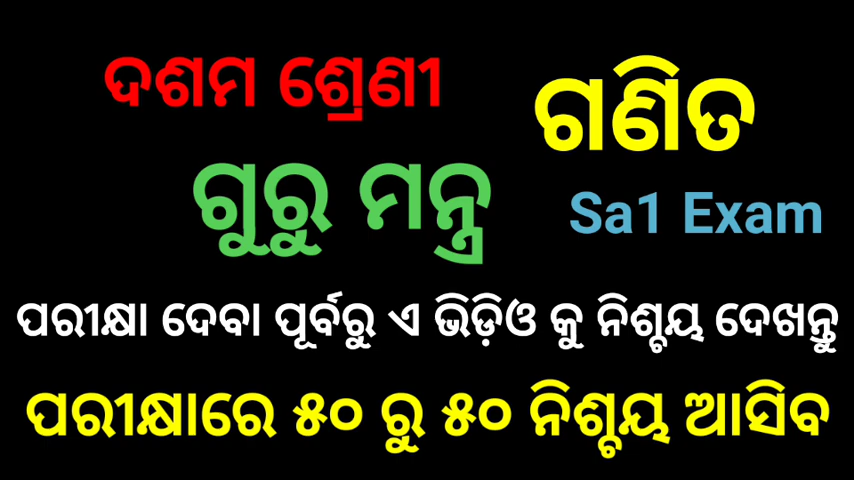 ଦଶମ ଶ୍ରେଣୀ
ଗଣିତ
ଗୁରୁ ମନ୍ତ୍ର
Sa1 Exam
ପରୀକ୍ଷା ଦେବା ପୂର୍ବରୁ ଏ ଭିଡ଼ିଓ କୁ ନିଶ୍ଚୟ ଦେଖନ୍ତୁ
ପରୀକ୍ଷାରେ ୫୦ ରୁ ୫୦ ନିଶ୍ଚୟ ଆସିବ